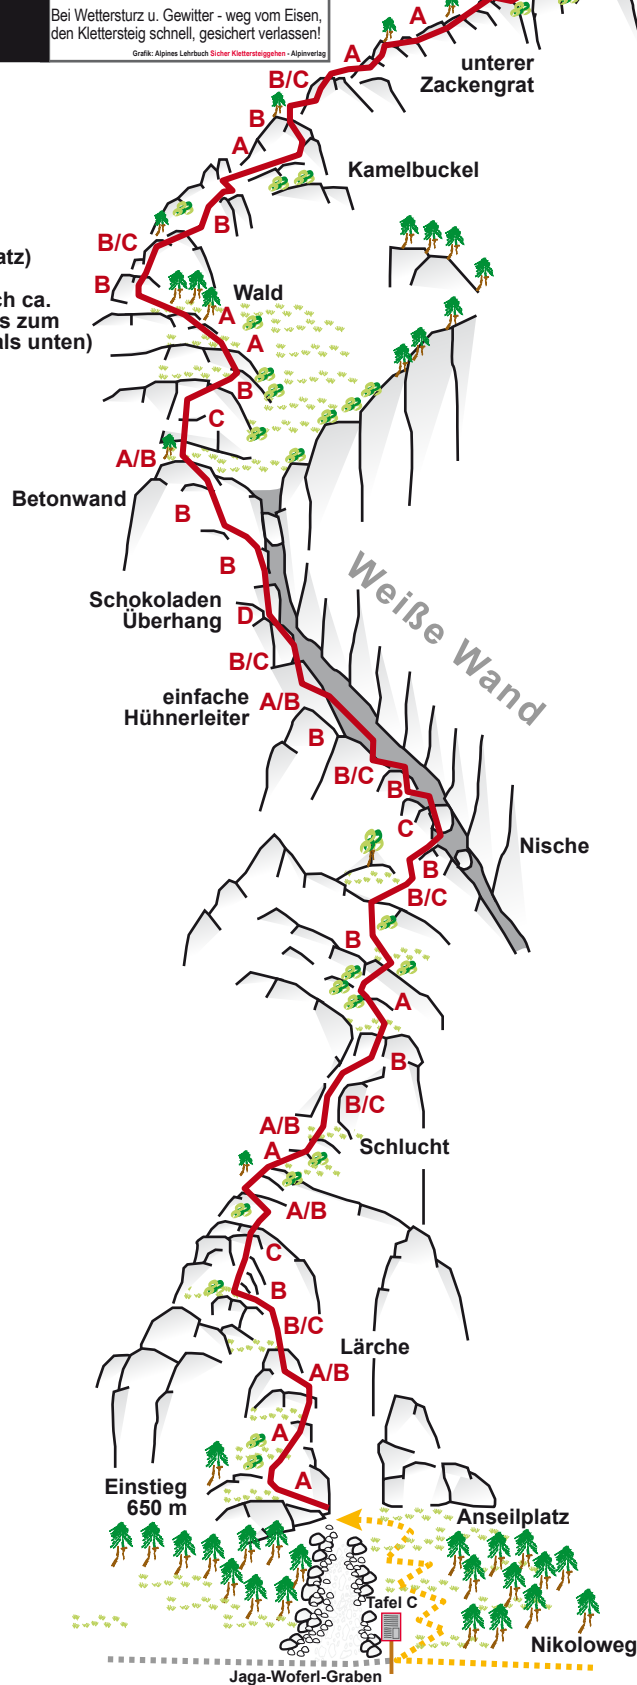 Bei Wettersturz u. Gewitter - weg vom Eisen,
den Klettersteig schnell, gesichert verlassen!
Grafik: Alpines Lehrbuch Sicher Klettersteiggehen - Alpinverlag
A
A
unterer
Zackengrat
B/C
B
A
Kamelbuckel
B
B/C
atz)
B
ch ca.
Wald
s zum
A
als unten)
A
B
C
A/B
Betonwand
B
B
Weiße Wand
Schokoladen
Überhang
D
B/C
einfache
Hühnerleiter
A/B
B
B/C
B
C
Nische
B
B/C
B
A
B
B/C
A/B
Schlucht
A
A/B
C
B
B/C
Lärche
A/B
A
A
Einstieg
650 m
Anseilplatz
Tafel C
Nikoloweg
Jaga-Woferl-Graben